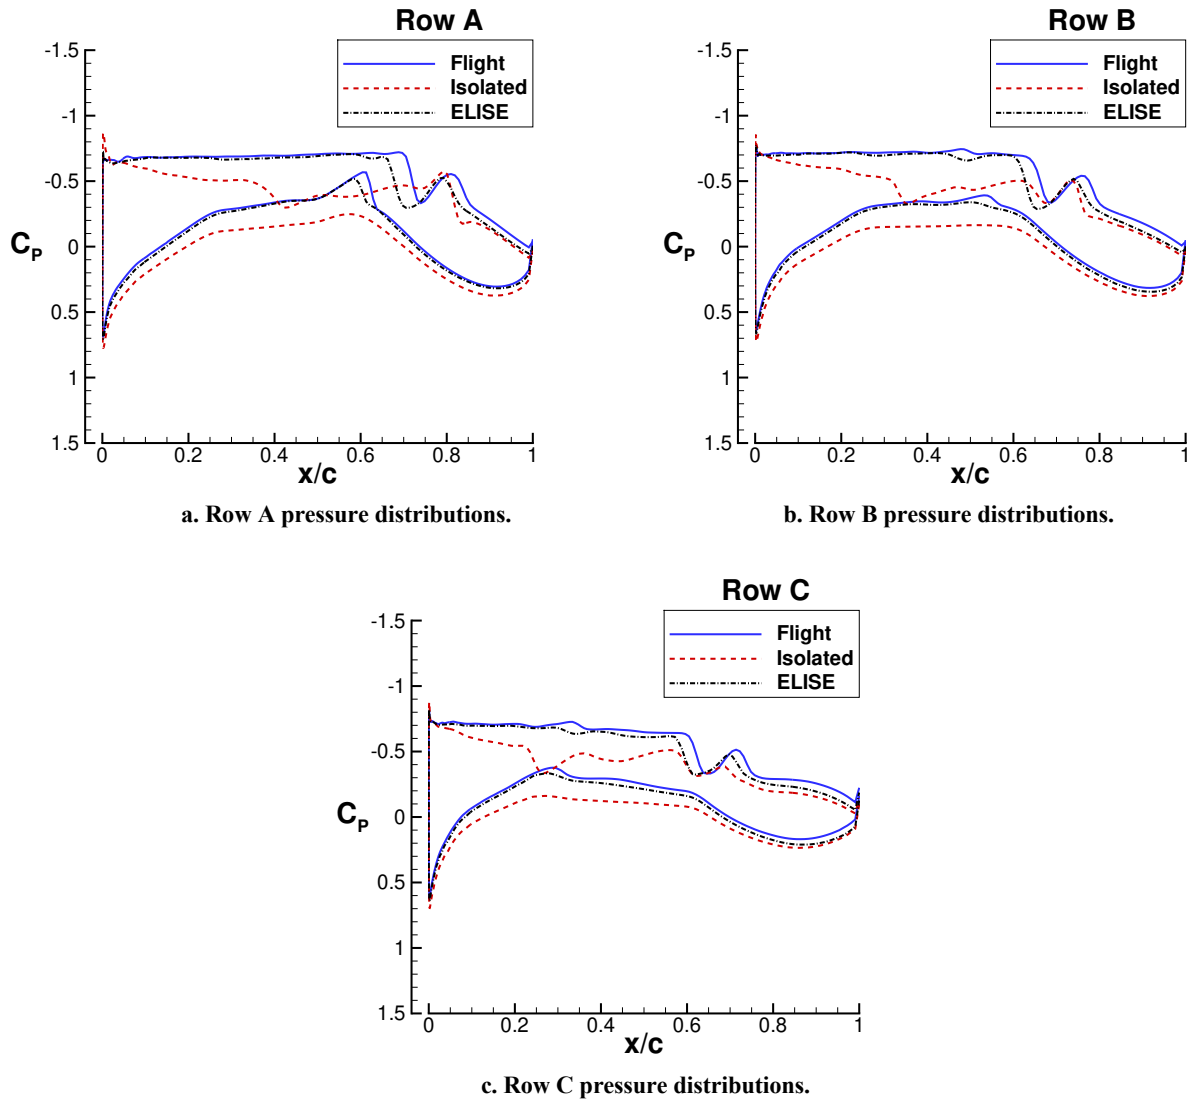 Row A
Flight
Isolated
ELISE
-1.5
-1
-0.5
0
0.5
1
1.5
C_P
0 0.2 0.4 0.6 0.8 1
x/c
a. Row A pressure distributions.
Row B
Flight
Isolated
ELISE
-1.5
-1
-0.5
0
0.5
1
1.5
C_P
0 0.2 0.4 0.6 0.8 1
x/c
b. Row B pressure distributions.
Row C
Flight
Isolated
ELISE
-1.5
-1
-0.5
0
0.5
1
1.5
C_P
0 0.2 0.4 0.6 0.8 1
x/c
c. Row C pressure distributions.